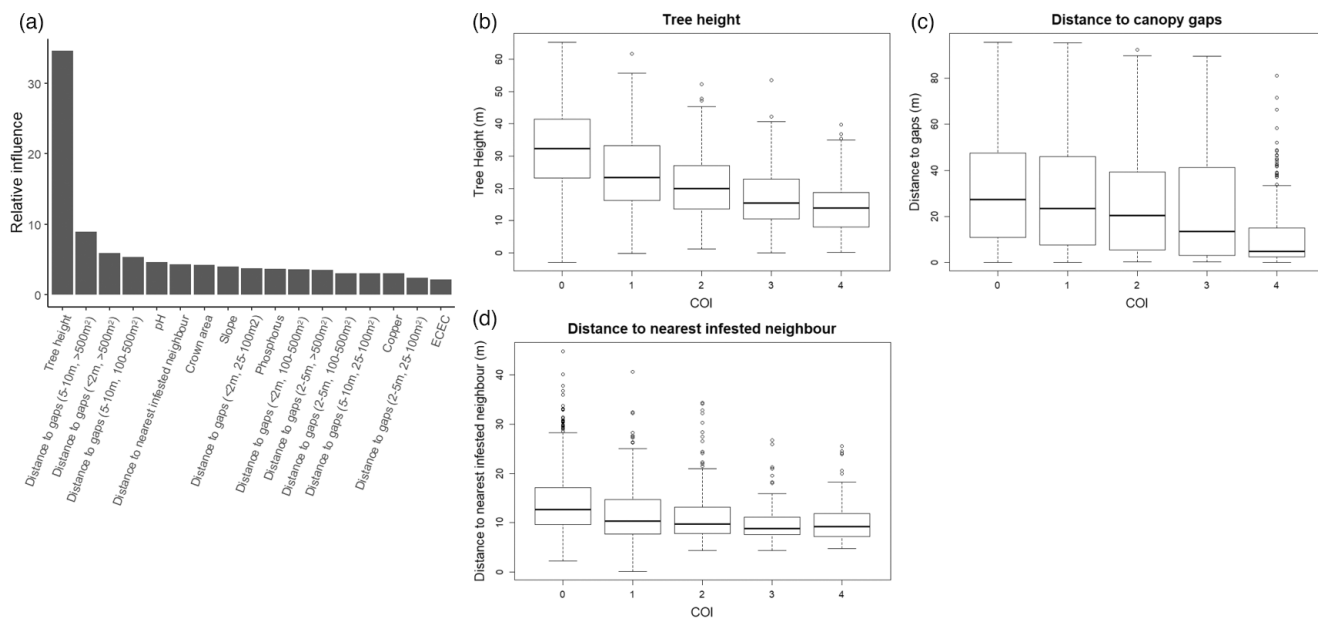 (a)
Relative influence
30
20
10
0
Tree height
Distance to gaps (5-10m, >500m²)
Distance to gaps (<2m, >500m²)
Distance to gaps (5-10m, 100-500m²)
pH
Distance to nearest infested neighbour
Crown area
Slope
Distance to gaps (<2m, 25-100m2)
Phosphorus
Distance to gaps (<2m, 100-500m²)
Distance to gaps (2-5m, >500m²)
Distance to gaps (2-5m, 100-500m²)
Distance to gaps (5-10m, 25-100m²)
Copper
Distance to gaps (2-5m, 25-100m²)
ECEC
(b)
Tree height
Tree Height (m)
60
50
40
30
20
10
0
0 1 2 3 4
COI
(c)
Distance to canopy gaps
Distance to gaps (m)
80
60
40
20
0
0 1 2 3 4
COI
(d)
Distance to nearest infested neighbour
Distance to nearest infested neighbour (m)
40
30
20
10
0
0 1 2 3 4
COI